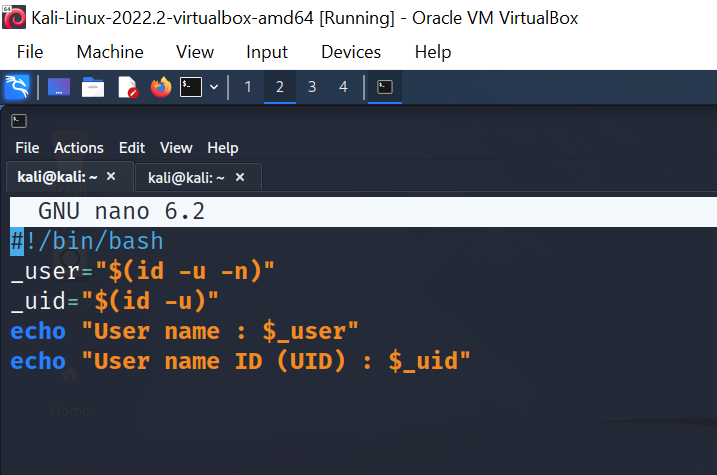 Kali-Linux-2022.2-virtualbox-amd64 [Running] - Oracle VM VirtualBox
File Machine View Input Devices Help
1 2 3 4
File Actions Edit View Help
kali@kali: ~ × kali@kali: ~ ×
GNU nano 6.2
#!/bin/bash
_user="$(id -u -n)"
_uid="$(id -u)"
echo "User name : $_user"
echo "User name ID (UID) : $_uid"
Home